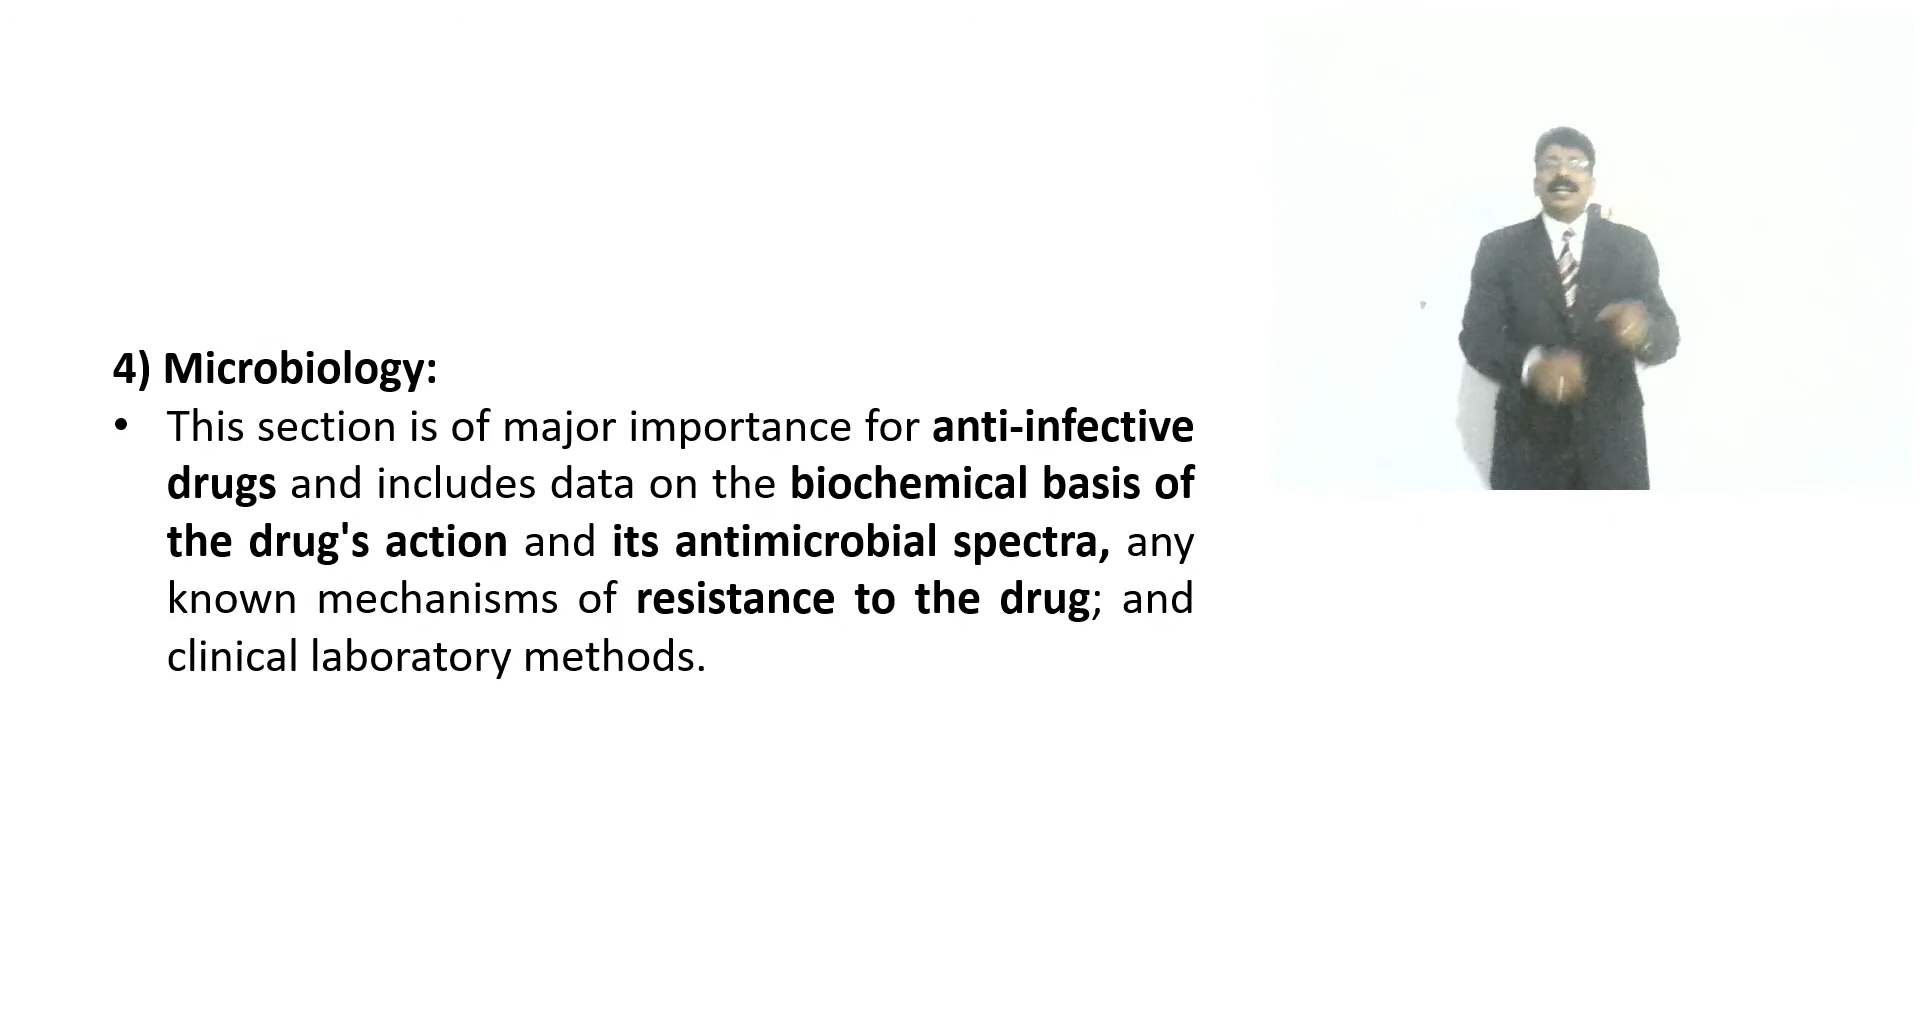 4) Microbiology:
• This section is of major importance for anti-infective
drugs and includes data on the biochemical basis of
the drug's action and its antimicrobial spectra, any
known mechanisms of resistance to the drug; and
clinical laboratory methods.